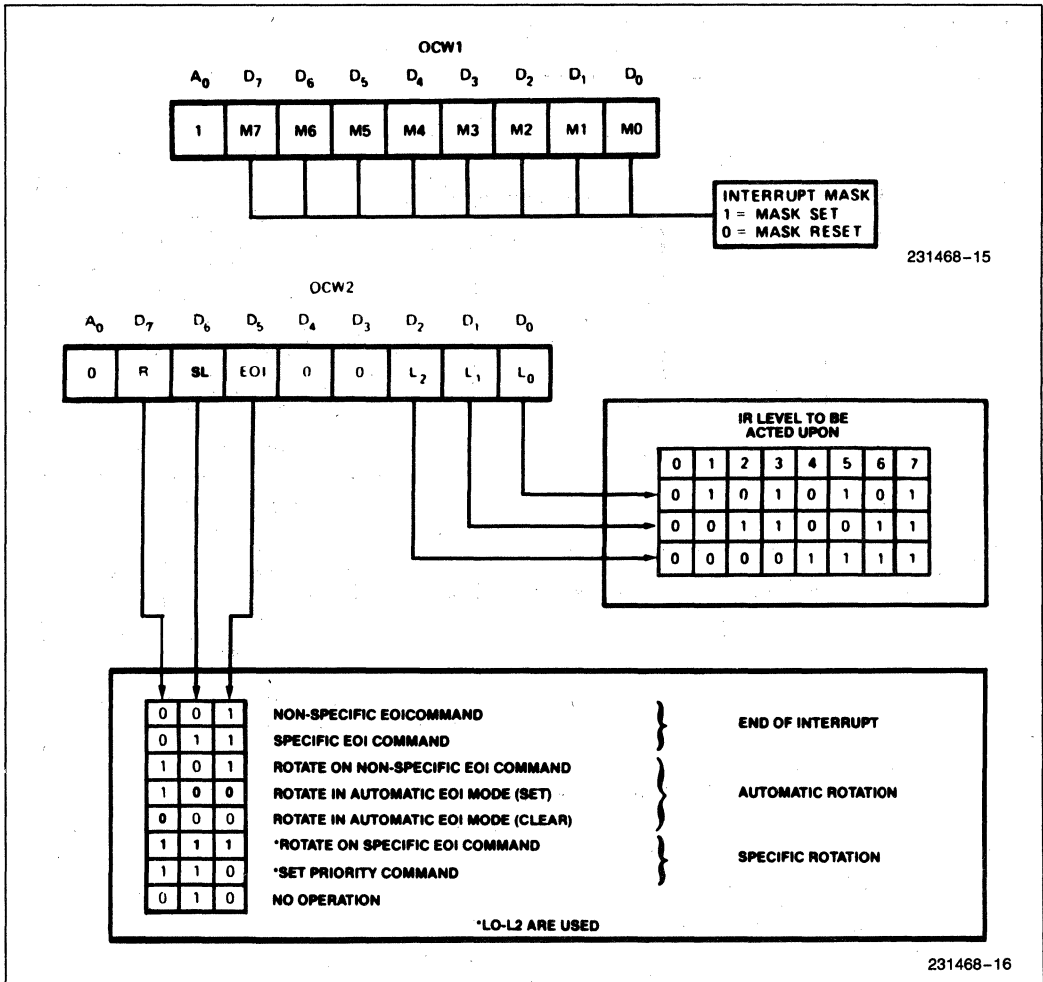 OCW1
A0 D7 D6 D5 D4 D3 D2 D1 D0
1 M7 M6 M5 M4 M3 M2 M1 M0
INTERRUPT MASK
1 = MASK SET
0 = MASK RESET
231468-15
OCW2
A0 D7 D6 D5 D4 D3 D2 D1 D0
0 R SL EOI 0 0 L2 L1 L0
IR LEVEL TO BE
ACTED UPON
0 1 2 3 4 5 6 7
0 1 0 1 0 1 0 1
0 0 1 1 0 0 1 1
0 0 0 0 1 1 1 1
0 0 1 NON-SPECIFIC EOICOMMAND
END OF INTERRUPT
0 1 1 SPECIFIC EOI COMMAND
1 0 1 ROTATE ON NON-SPECIFIC EOI COMMAND
1 0 0 ROTATE IN AUTOMATIC EOI MODE (SET)
AUTOMATIC ROTATION
0 0 0 ROTATE IN AUTOMATIC EOI MODE (CLEAR)
1 1 1 *ROTATE ON SPECIFIC EOI COMMAND
SPECIFIC ROTATION
1 1 0 *SET PRIORITY COMMAND
0 1 0 NO OPERATION
*LO-L2 ARE USED
231468-16